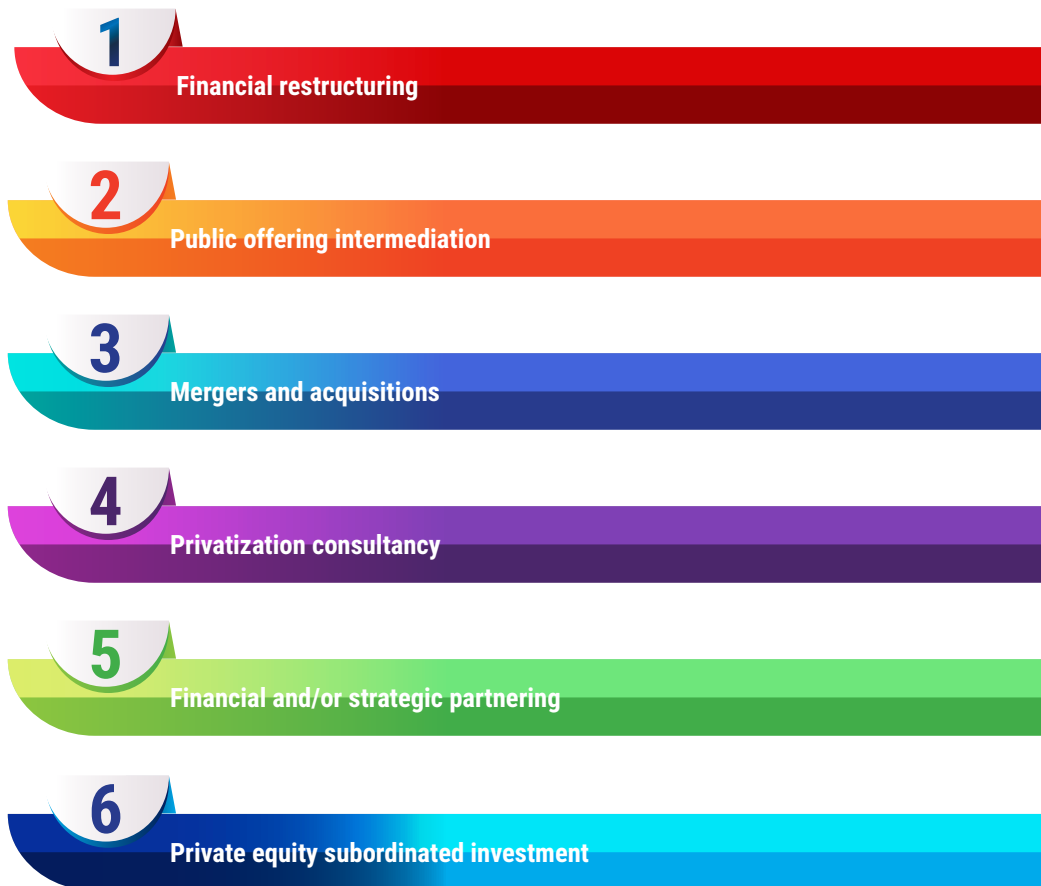 1
Financial restructuring
2
Public offering intermediation
3
Mergers and acquisitions
4
Privatization consultancy
5
Financial and/or strategic partnering
6
Private equity subordinated investment